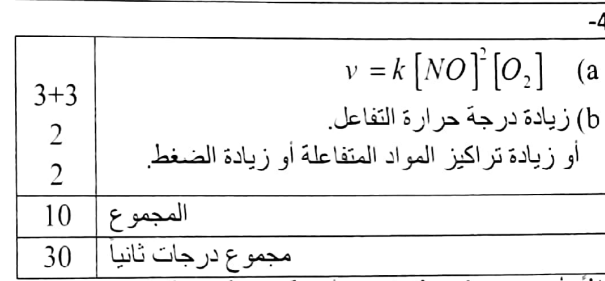 -4
a) v = k [NO]² [O₂]
3+3
b) زيادة درجة حرارة التفاعل.
2
أو زيادة تراكيز المواد المتفاعلة أو زيادة الضغط.
2
المجموع 10
مجموع درجات ثانياً 30